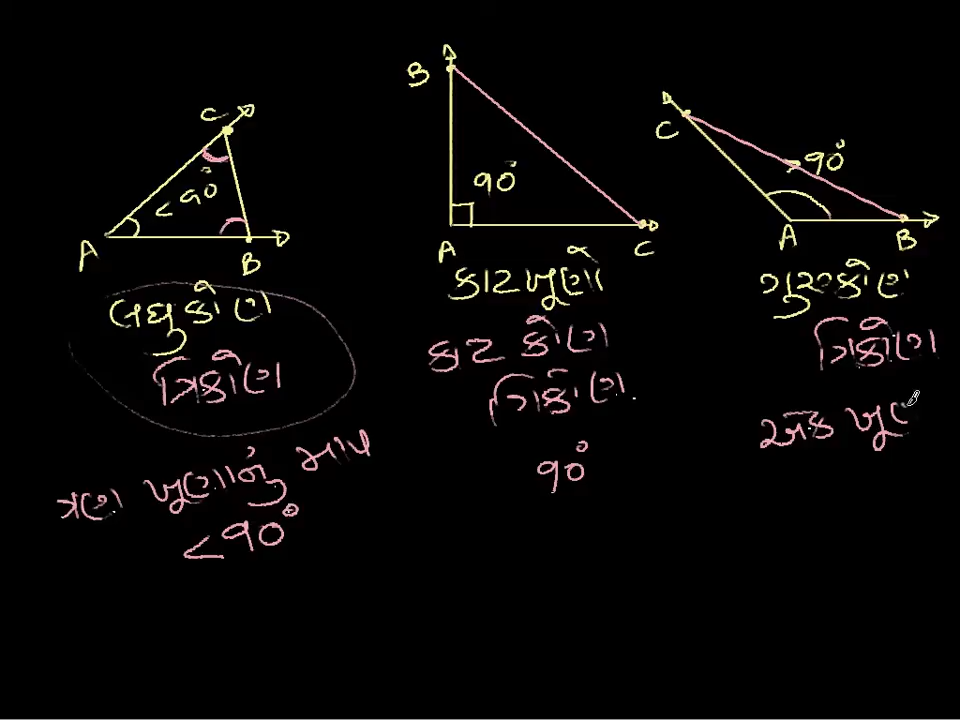 C
< 90°
A
B
લઘુકોણ
ત્રિકોણ
ત્રણ ખૂણાનું માપ
< 90°
B
90°
A
C
કાટખૂણો
કાટકોણ
ત્રિકોણ
90°
C
> 90°
A
B
ગુરુકોણ
ત્રિકોણ
એક ખૂણ